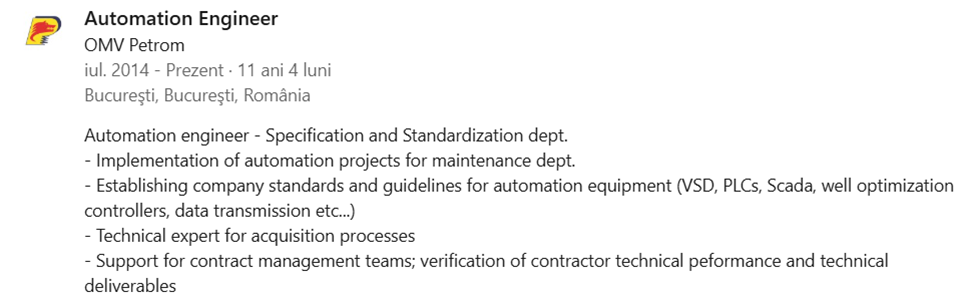 Automation Engineer
OMV Petrom
iul. 2014 - Prezent · 11 ani 4 luni
Bucureşti, Bucureşti, România
Automation engineer - Specification and Standardization dept.
- Implementation of automation projects for maintenance dept.
- Establishing company standards and guidelines for automation equipment (VSD, PLCs, Scada, well optimization
controllers, data transmission etc...)
- Technical expert for acquisition processes
- Support for contract management teams; verification of contractor technical peformance and technical
deliverables